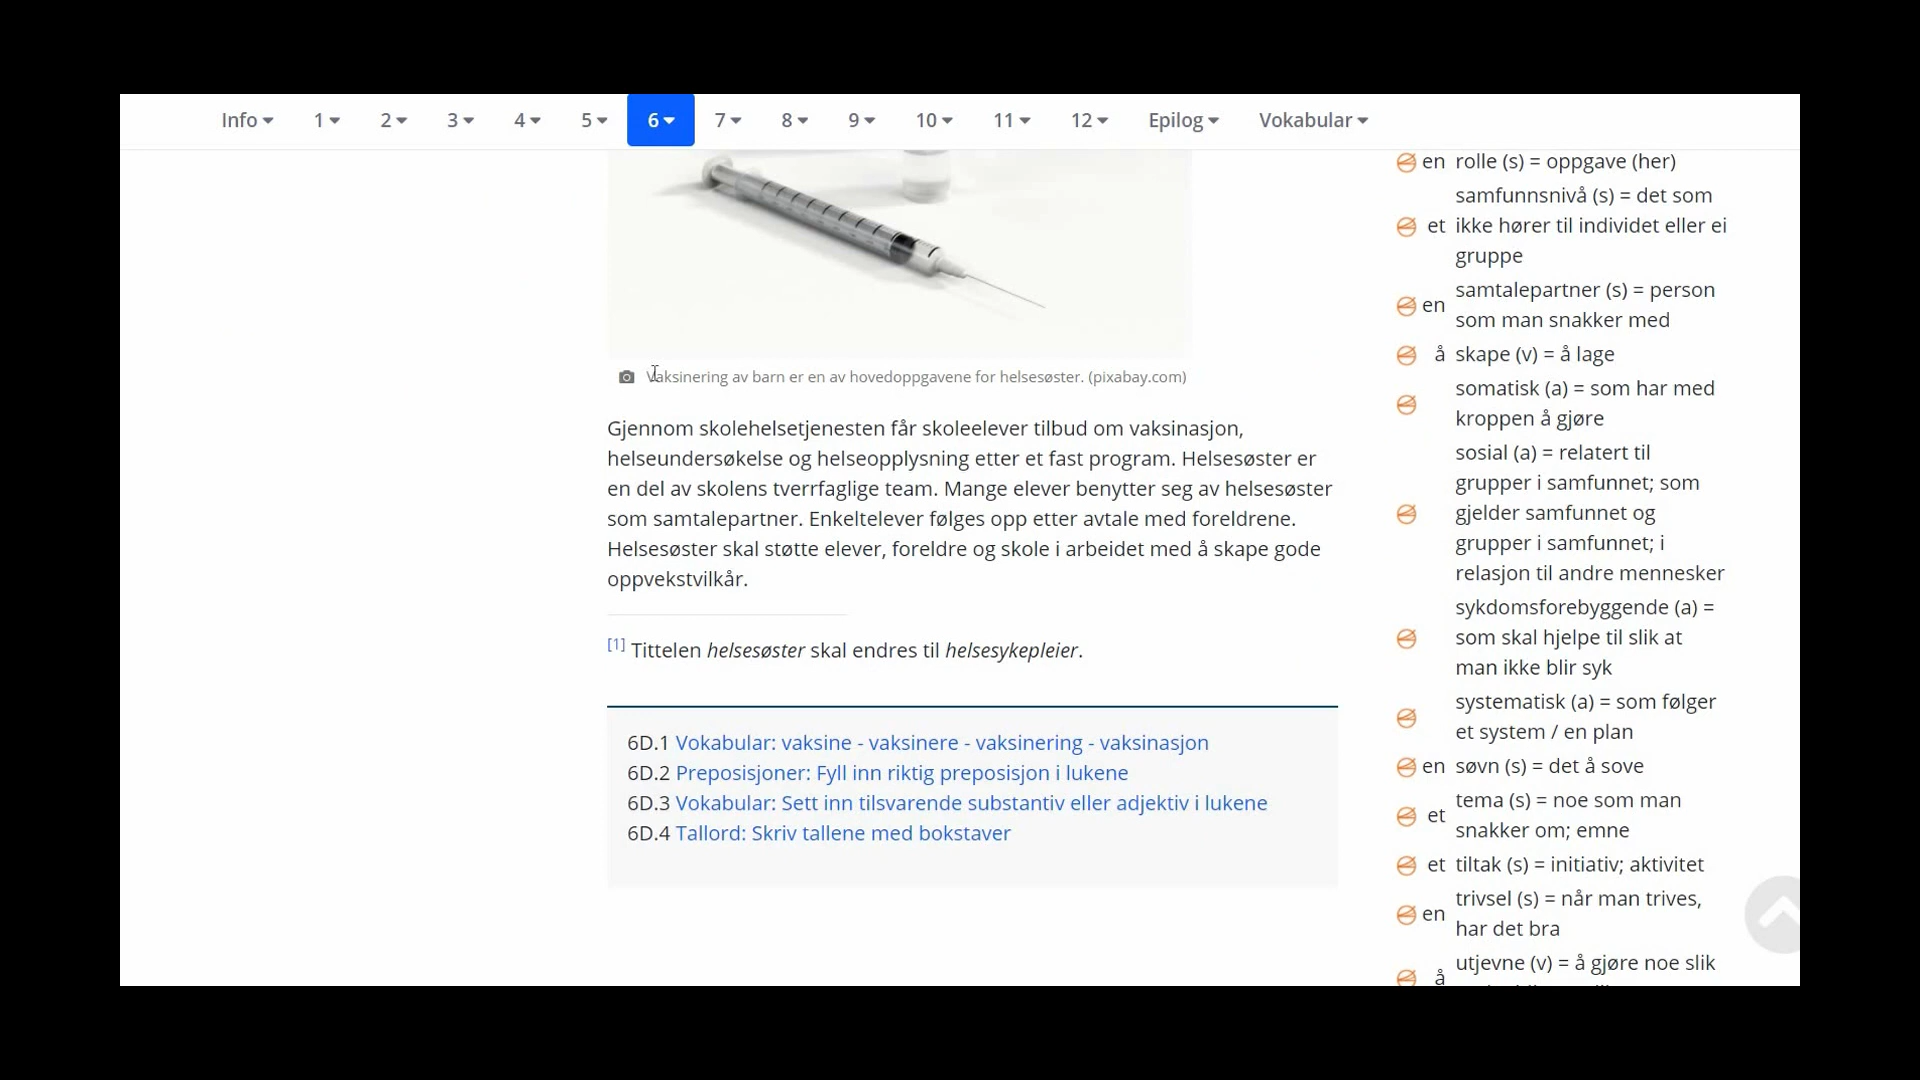 Info 1 2 3 4 5 6 7 8 9 10 11 12 Epilog Vokabular
Vaksinering av barn er en av hovedoppgavene for helsesøster. (pixabay.com)
Gjennom skolehelsetjenesten får skoleelever tilbud om vaksinasjon,
helseundersøkelse og helseopplysning etter et fast program. Helsesøster er
en del av skolens tverrfaglige team. Mange elever benytter seg av helsesøster
som samtalepartner. Enkeltelever følges opp etter avtale med foreldrene.
Helsesøster skal støtte elever, foreldre og skole i arbeidet med å skape gode
oppvekstvilkår.
[1] Tittelen helsesøster skal endres til helsesykepleier.
6D.1 Vokabular: vaksine - vaksinere - vaksinering - vaksinasjon
6D.2 Preposisjoner: Fyll inn riktig preposisjon i lukene
6D.3 Vokabular: Sett inn tilsvarende substantiv eller adjektiv i lukene
6D.4 Tallord: Skriv tallene med bokstaver
en rolle (s) = oppgave (her)
samfunnsnivå (s) = det som
et ikke hører til individet eller ei
gruppe
samtalepartner (s) = person
en
som man snakker med
å skape (v) = å lage
somatisk (a) = som har med
kroppen å gjøre
sosial (a) = relatert til
grupper i samfunnet; som
gjelder samfunnet og
grupper i samfunnet; i
relasjon til andre mennesker
sykdomsforebyggende (a) =
som skal hjelpe til slik at
man ikke blir syk
systematisk (a) = som følger
et system / en plan
en søvn (s) = det å sove
tema (s) = noe som man
et
snakker om; emne
et tiltak (s) = initiativ; aktivitet
trivsel (s) = når man trives,
en
har det bra
utjevne (v) = å gjøre noe slik
å